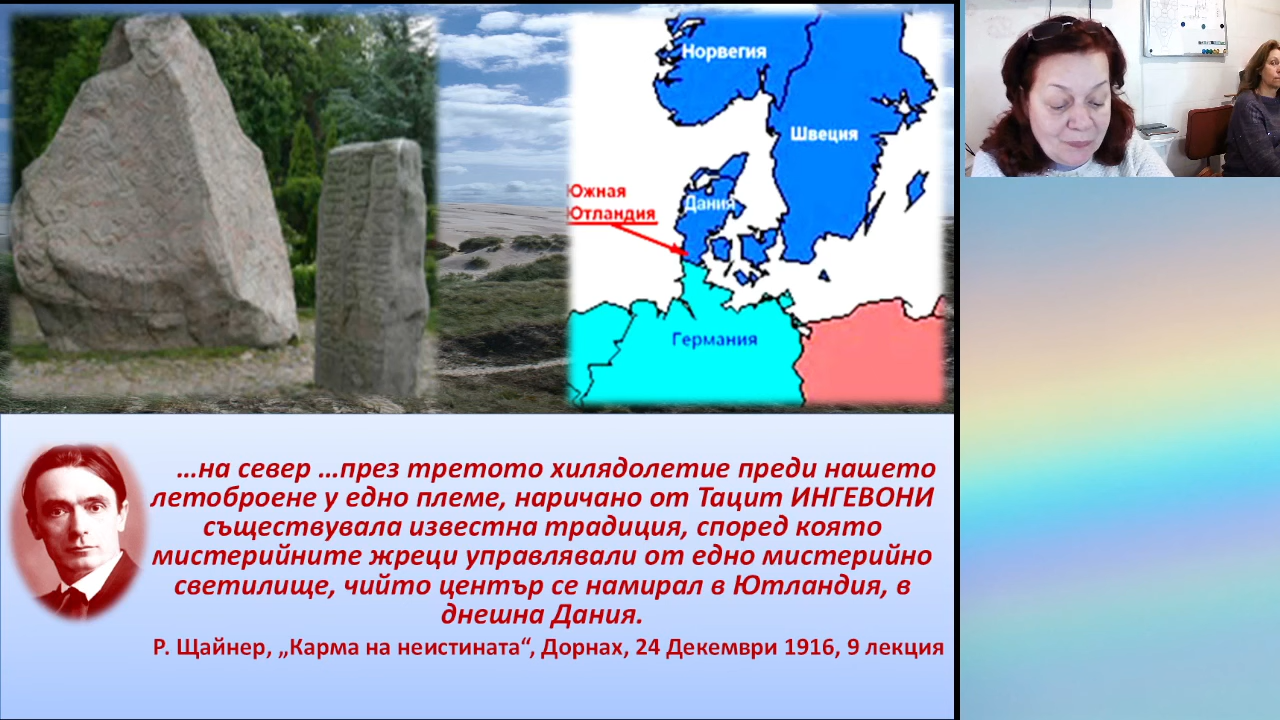 Норвегия
Швеция
Южная
Ютландия
Дания
Германия
...на север ...през третото хилядолетие преди нашето
летоброене у едно племе, наричано от Тацит ИНГЕВОНИ
съществувала известна традиция, според която
мистерийните жреци управлявали от едно мистерийно
светилище, чийто център се намирал в Ютландия, в
днешна Дания.
Р. Щайнер, „Карма на неистината“, Дорнах, 24 Декември 1916, 9 лекция